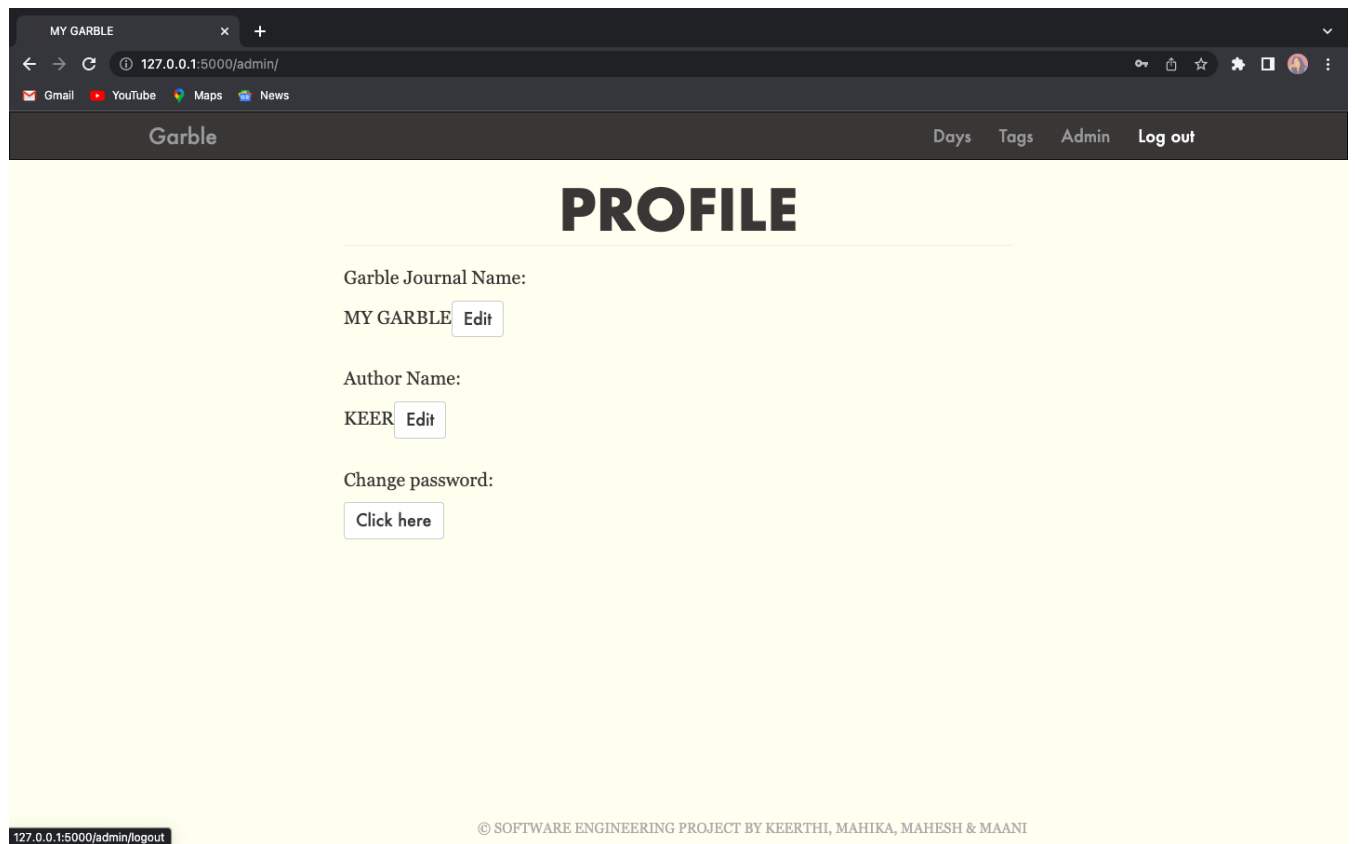 MY GARBLE
127.0.0.1:5000/admin/
Gmail YouTube Maps News
Garble Days Tags Admin Log out
PROFILE
Garble Journal Name:
MY GARBLE Edit
Author Name:
KEER Edit
Change password:
Click here
© SOFTWARE ENGINEERING PROJECT BY KEERTHI, MAHIKA, MAHESH & MAANI
127.0.0.1:5000/admin/logout